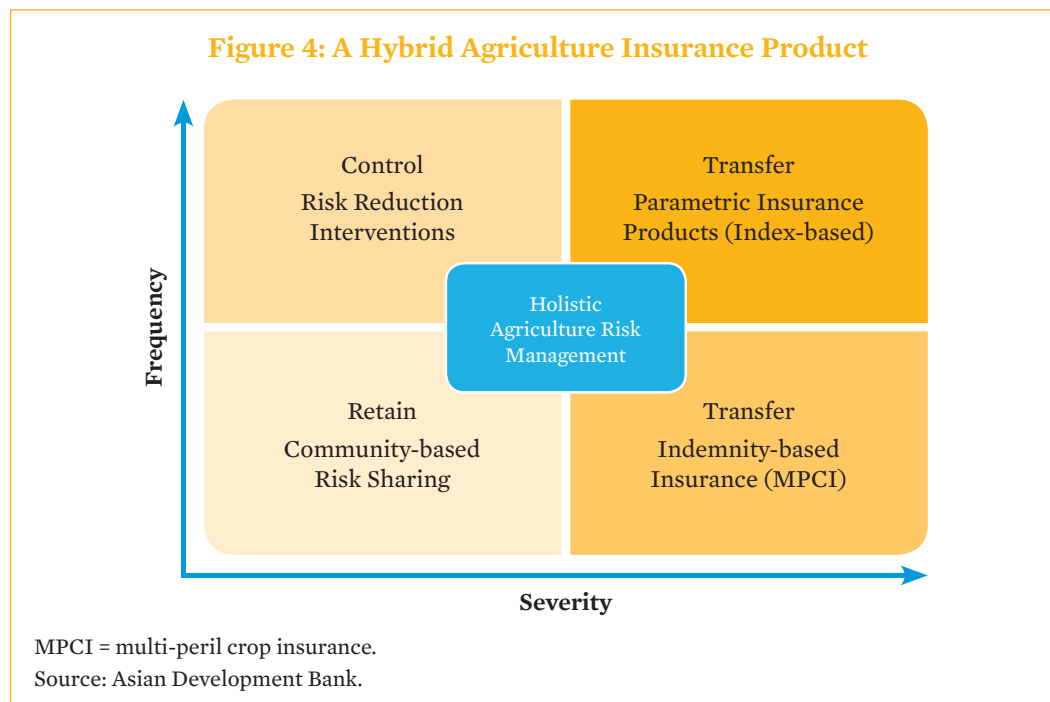 Figure 4: A Hybrid Agriculture Insurance Product
Frequency
Control
Risk Reduction
Interventions
Transfer
Parametric Insurance
Products (Index-based)
Holistic
Agriculture Risk
Management
Retain
Community-based
Risk Sharing
Transfer
Indemnity-based
Insurance (MPCI)
Severity
MPCI = multi-peril crop insurance.
Source: Asian Development Bank.